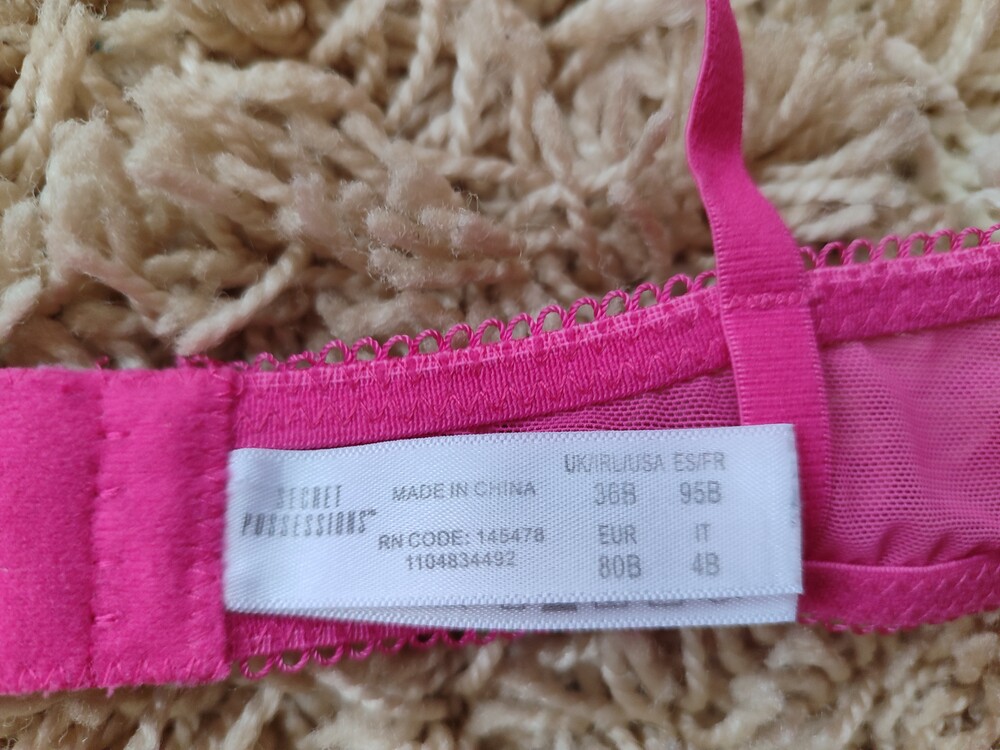 SECRET
POSSESSIONS™
MADE IN CHINA
RN CODE: 145478
1104834492
UK/IRL/USA ES/FR
36B 95B
EUR IT
80B 4B